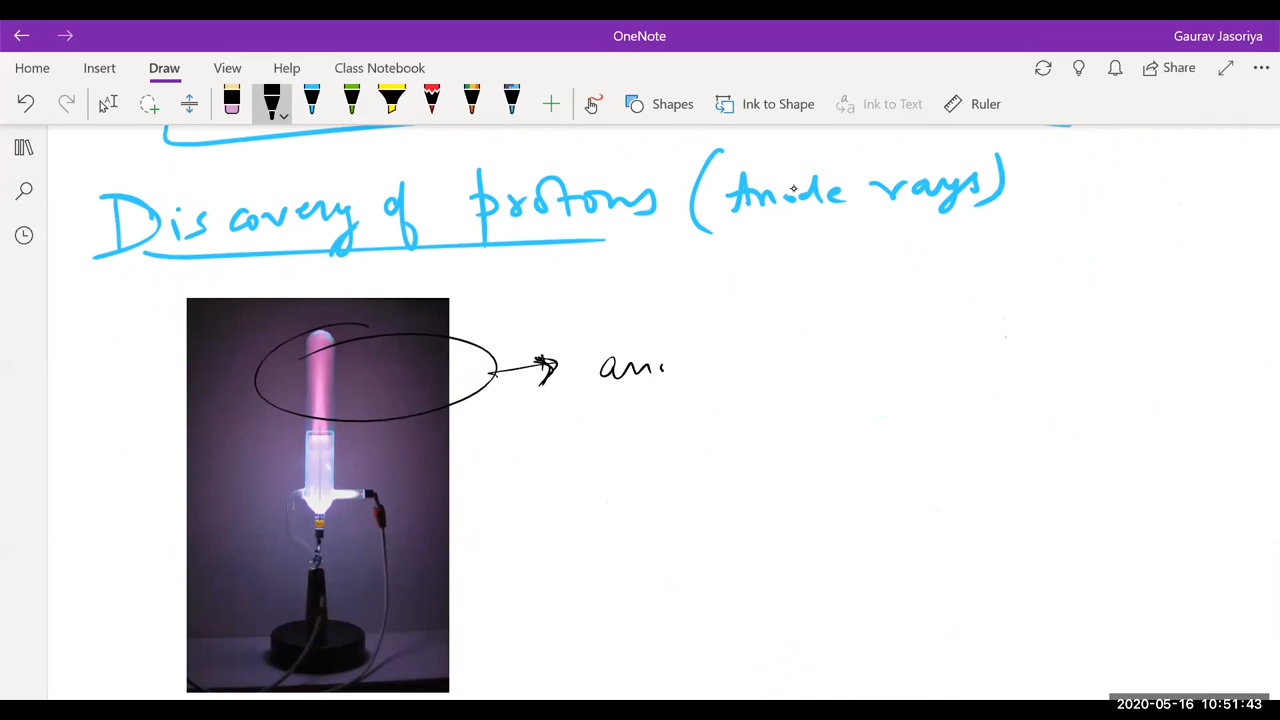 OneNote
Gaurav Jasoriya
Home Insert Draw View Help Class Notebook
Share
Shapes Ink to Shape Ink to Text Ruler
Discovery of protons (Anode rays)
ano
2020-05-16 10:51:43